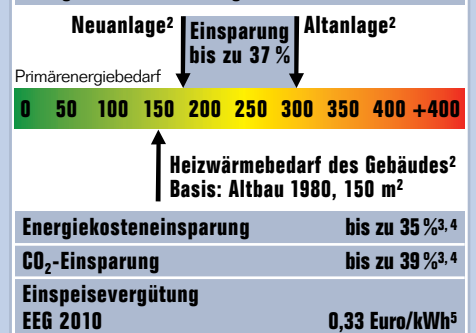 Neuanlage² Einsparung bis zu 37 % Altanlage²
Primärenergiebedarf
0 50 100 150 200 250 300 350 400 +400
Heizwärmebedarf des Gebäudes²
Basis: Altbau 1980, 150 m²
Energiekosteneinsparung bis zu 35 %³,⁴
CO₂-Einsparung bis zu 39 %³,⁴
Einspeisevergütung
EEG 2010 0,33 Euro/kWh⁵